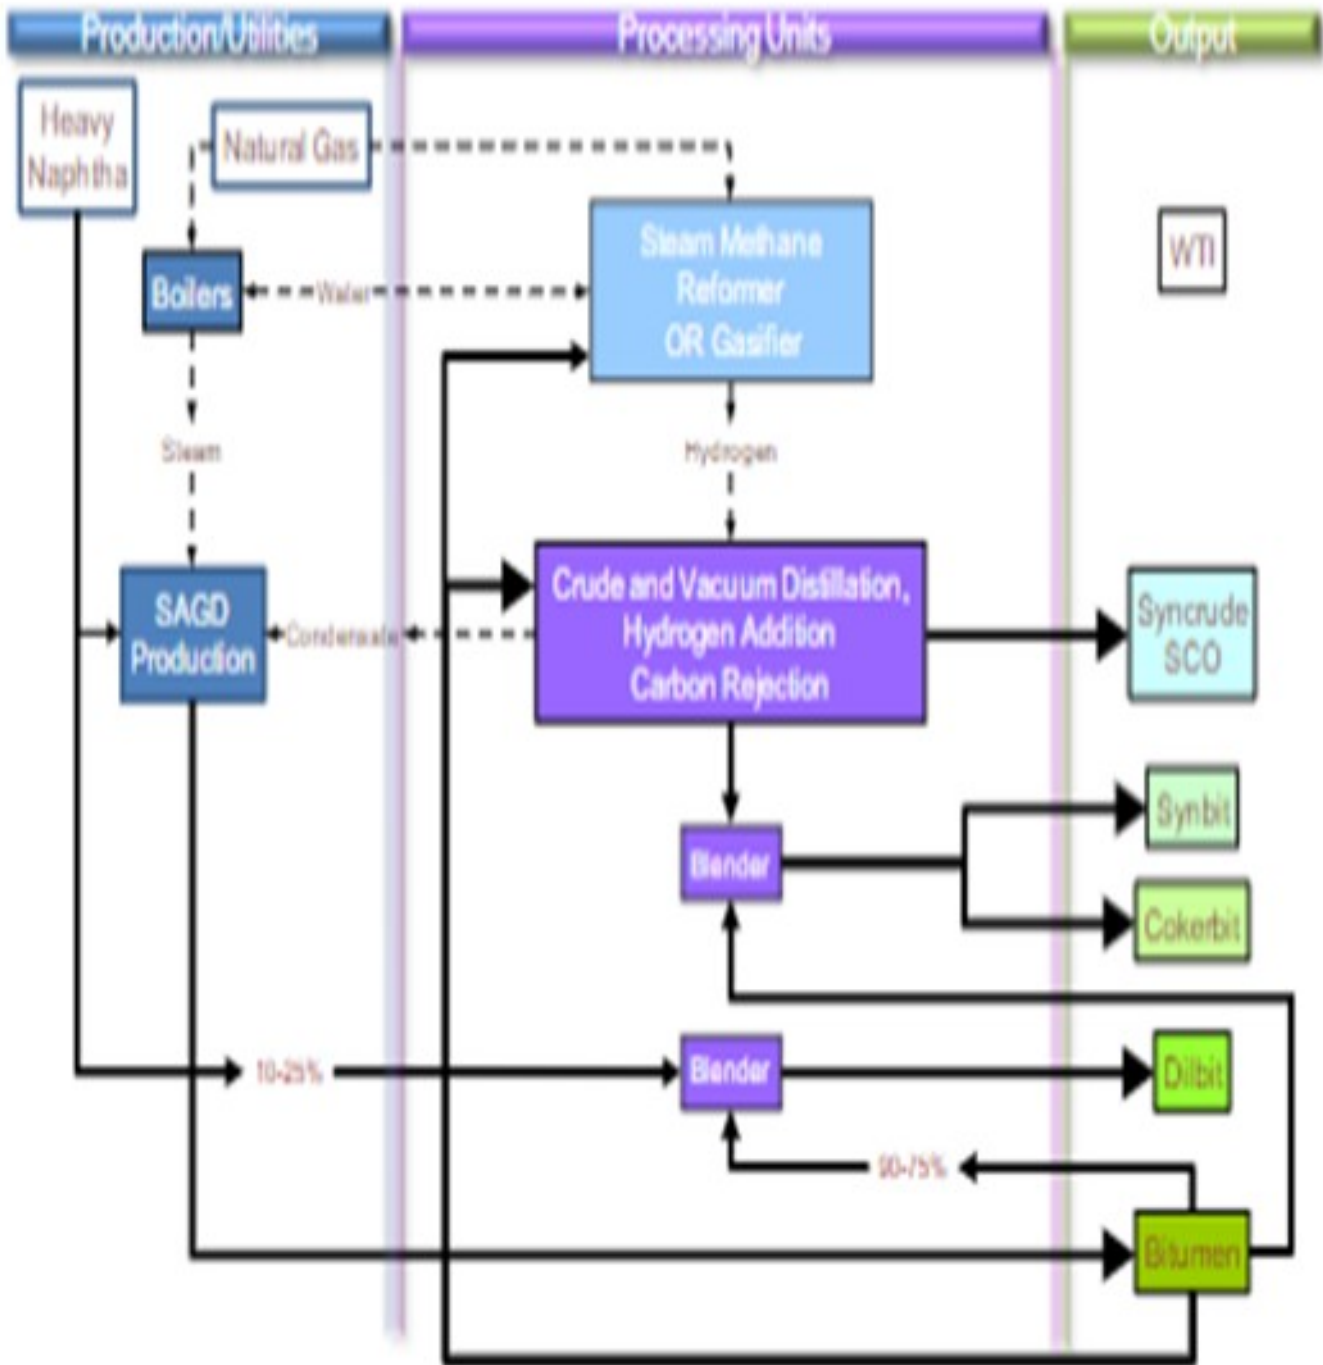 Production/Utilities
Processing Units
Output
Heavy
Naphtha
Natural Gas
WTI
Steam Methane
Reformer
OR Gasifier
Boilers
Water
Steam
Hydrogen
SAGD
Production
Condensate
Crude and Vacuum Distillation,
Hydrogen Addition
Carbon Rejection
Syncrude
SCO
Synbit
Blender
Cokerbit
10-25%
Blender
Dilbit
90-75%
Bitumen